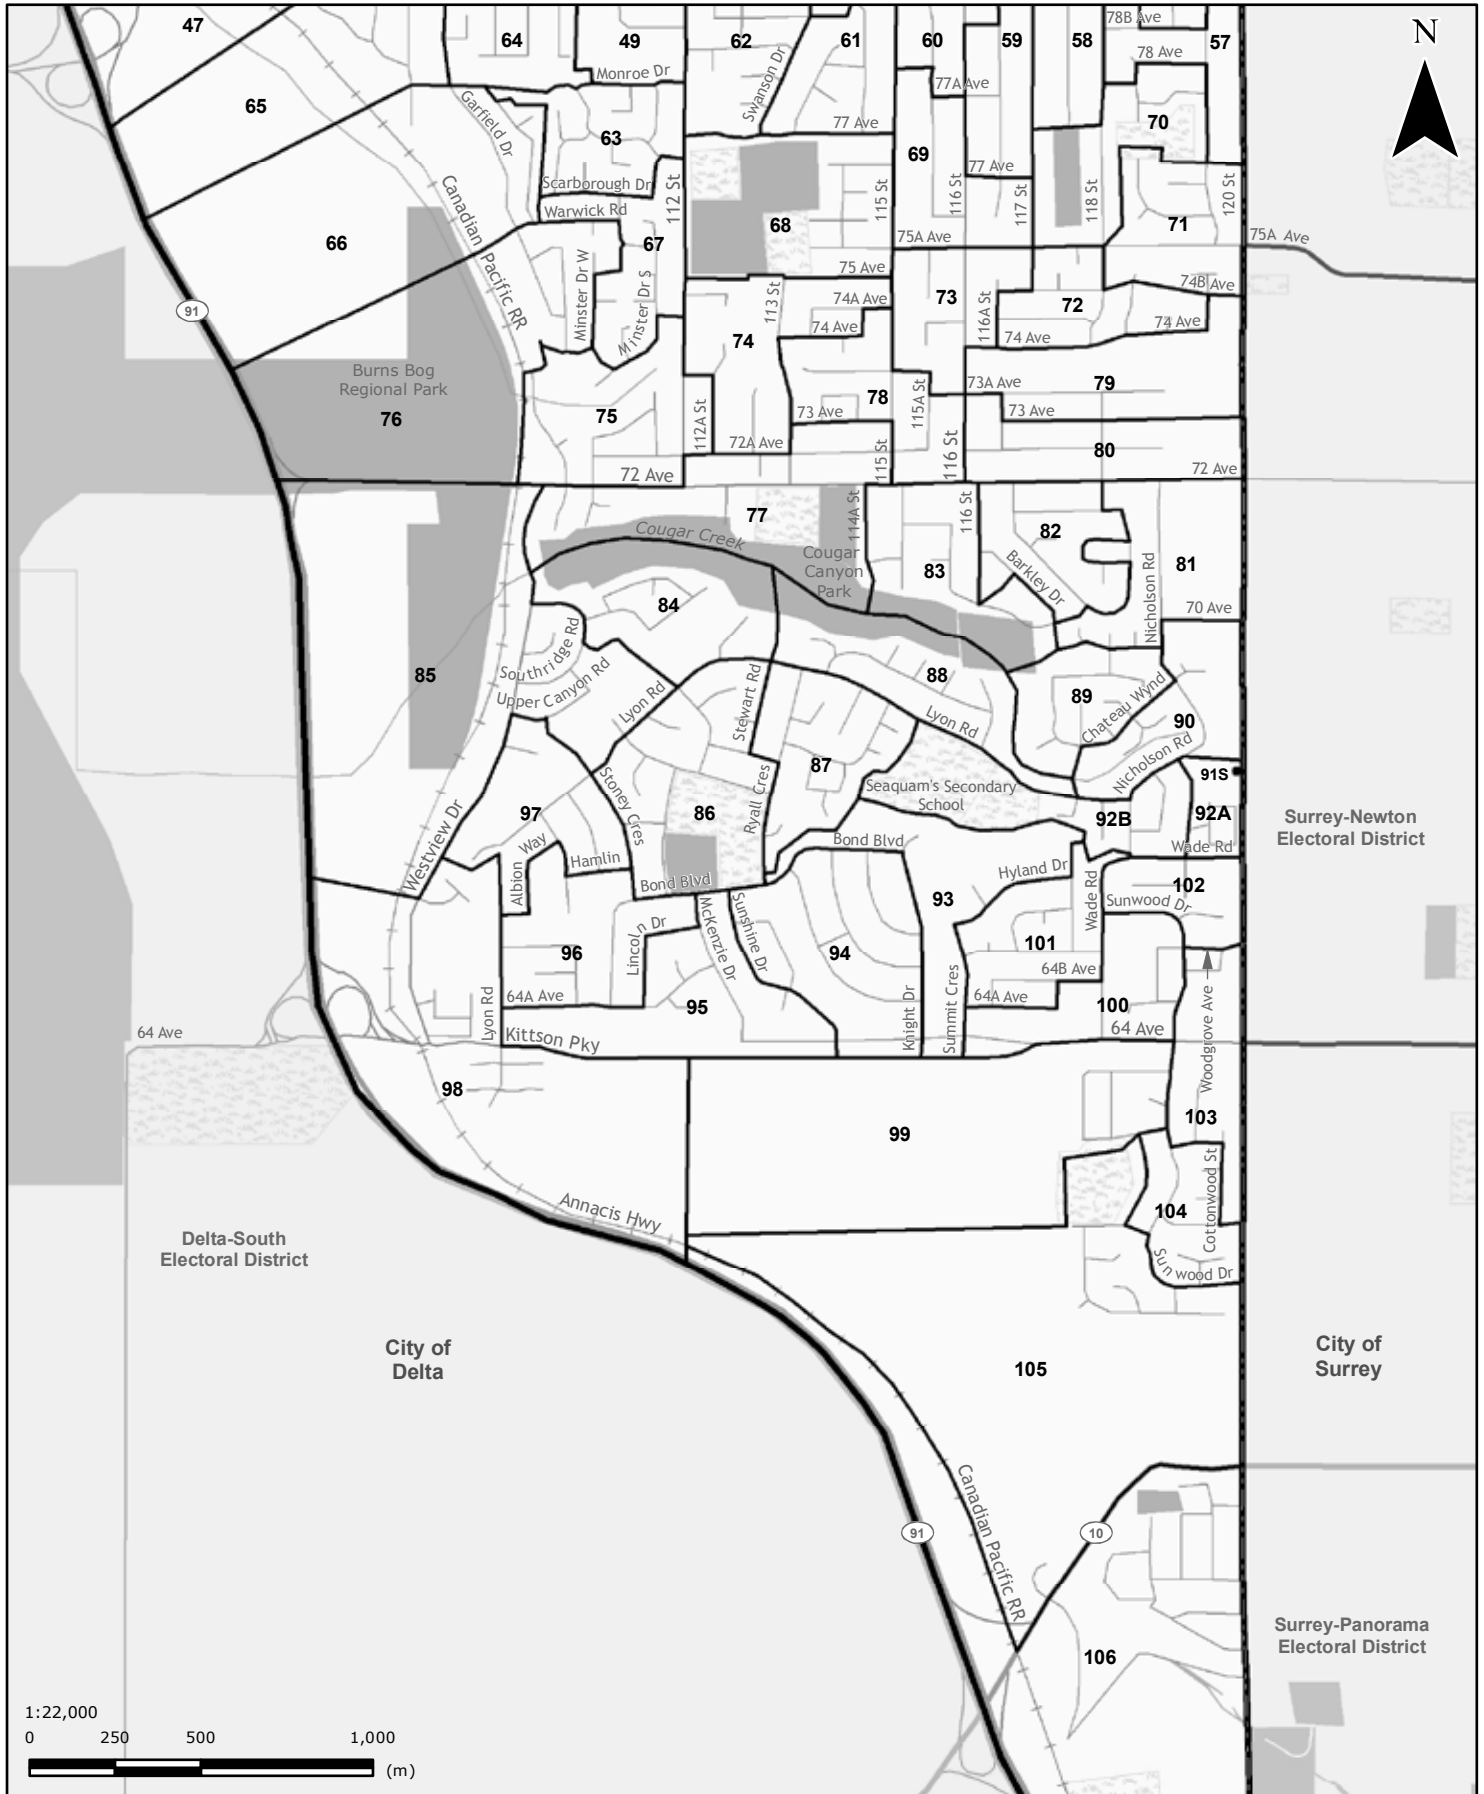 47
64
49
62
61
60
59
58
78B Ave
57
N
Monroe Dr
Swanson Dr
78 Ave
77A Ave
65
Garfield Dr
63
77 Ave
69
70
77 Ave
Scarborough Dr
Warwick Rd
112 St
115 St
116 St
117 St
118 St
120 St
Canadian Pacific RR
66
67
68
71
75A Ave
75A Ave
Minster Dr W
Minster Dr S
75 Ave
91
113 St
74A Ave
73
116A St
72
74B Ave
74
74 Ave
74 Ave
74 Ave
Burns Bog
Regional Park
76
75
112A St
78
73 Ave
115A St
73A Ave
79
73 Ave
72A Ave
115 St
116 St
80
72 Ave
72 Ave
77
114A St
116 St
82
Cougar Creek
Cougar
Canyon
Park
83
Barkley Dr
Nicholson Rd
81
84
70 Ave
Southridge Rd
Upper Canyon Rd
85
Lyon Rd
Stewart Rd
88
Lyon Rd
89
Chateau Wynd
90
Nicholson Rd
87
91S
Seaquam's Secondary
School
97
Stoney Cres
86
Ryall Cres
92B
92A
Surrey-Newton
Electoral District
Westview Dr
Albion Way
Hamlin
Bond Blvd
Bond Blvd
Hyland Dr
Wade Rd
Wade Rd
102
Sunwood Dr
93
McKenzie Dr
Sunshine Dr
Lincoln Dr
96
94
101
64B Ave
64A Ave
95
64A Ave
100
Lyon Rd
Kittson Pky
Knight Dr
Summit Cres
64 Ave
64 Ave
Woodgrove Ave
98
99
103
Cottonwood St
104
Annacis Hwy
Sunwood Dr
Delta-South
Electoral District
City of
Delta
City of
Surrey
105
Canadian Pacific RR
91
10
106
Surrey-Panorama
Electoral District
1:22,000
0 250 500 1,000
(m)